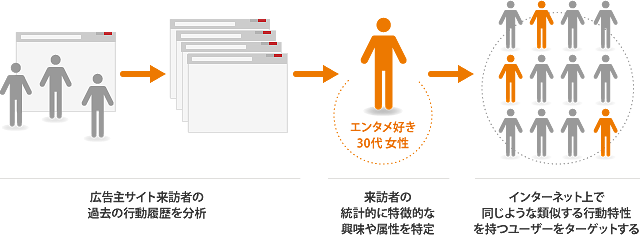 エンタメ好き
30代 女性
広告主サイト来訪者の
過去の行動履歴を分析
来訪者の
統計的に特徴的な
興味や属性を特定
インターネット上で
同じような類似する行動特性
を持つユーザーをターゲットする